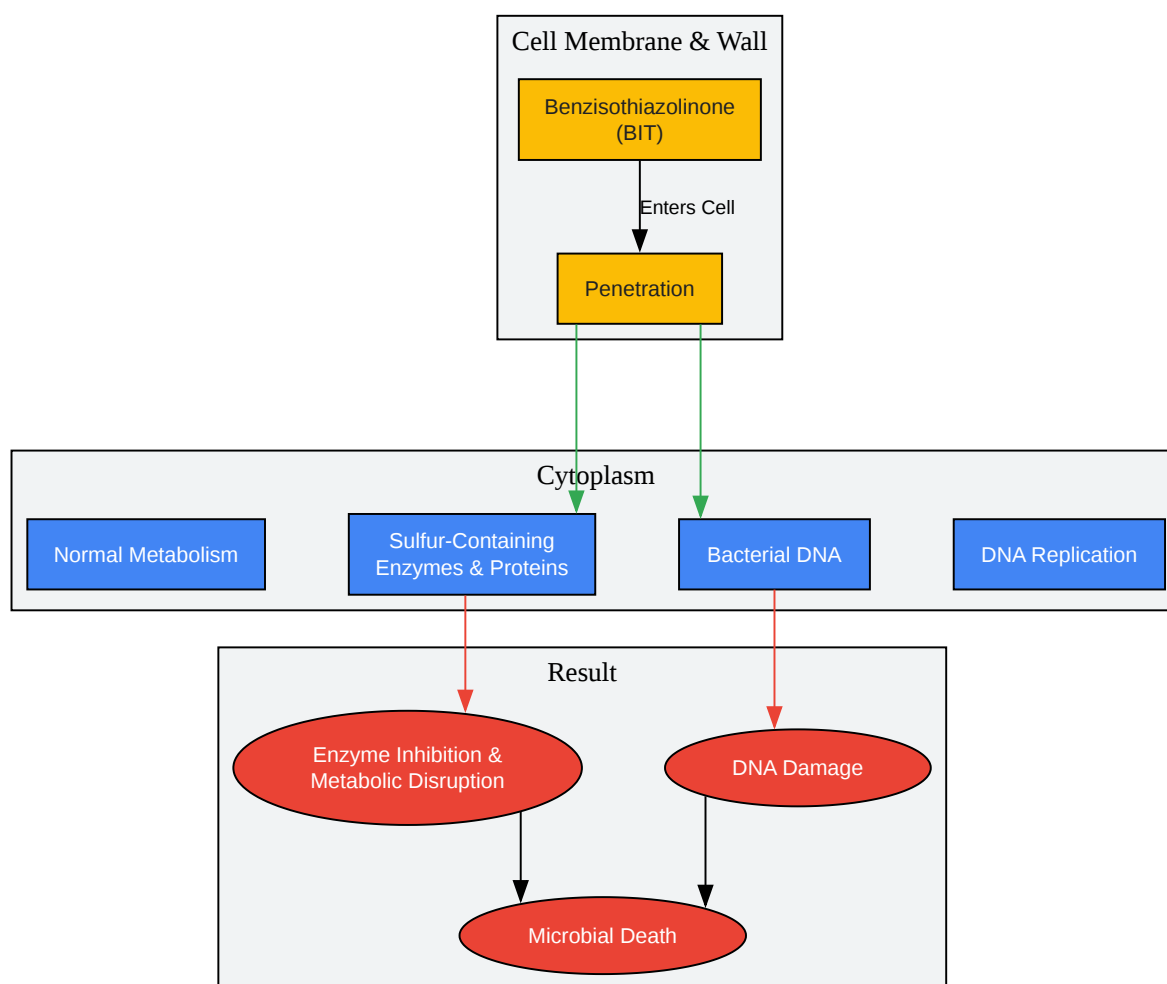 Cell Membrane & Wall
Benzisothiazolinone
(BIT)
Enters Cell
Penetration
Cytoplasm
Normal Metabolism
Sulfur-Containing
Enzymes & Proteins
Bacterial DNA
DNA Replication
Result
Enzyme Inhibition &
Metabolic Disruption
DNA Damage
Microbial Death